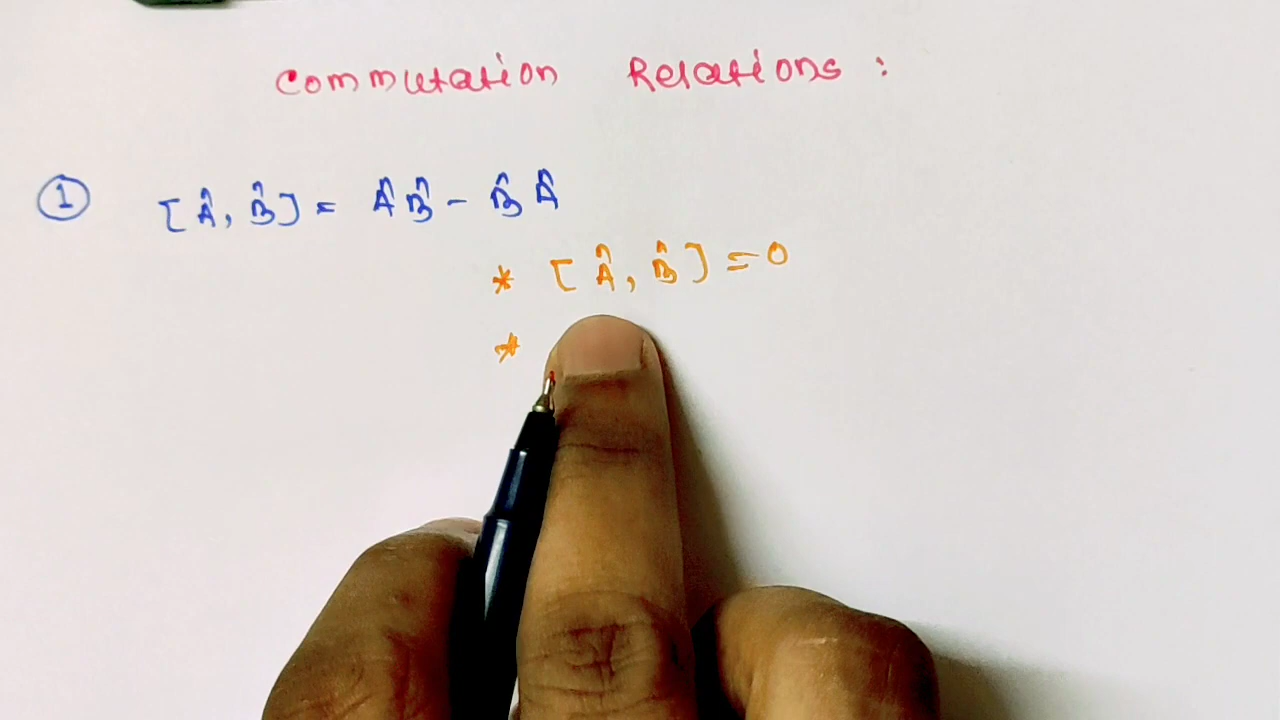 Commutation Relations :
① [Â, B̂] = ÂB̂ - B̂Â
* [Â, B̂] = 0
*